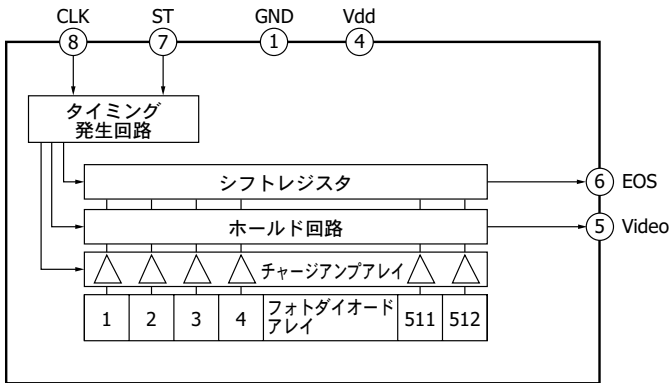 CLK ST GND Vdd
8 7 1 4
タイミング
発生回路
シフトレジスタ
6 EOS
ホールド回路
5 Video
チャージアンプアレイ
1 2 3 4 フォトダイオード
アレイ 511 512